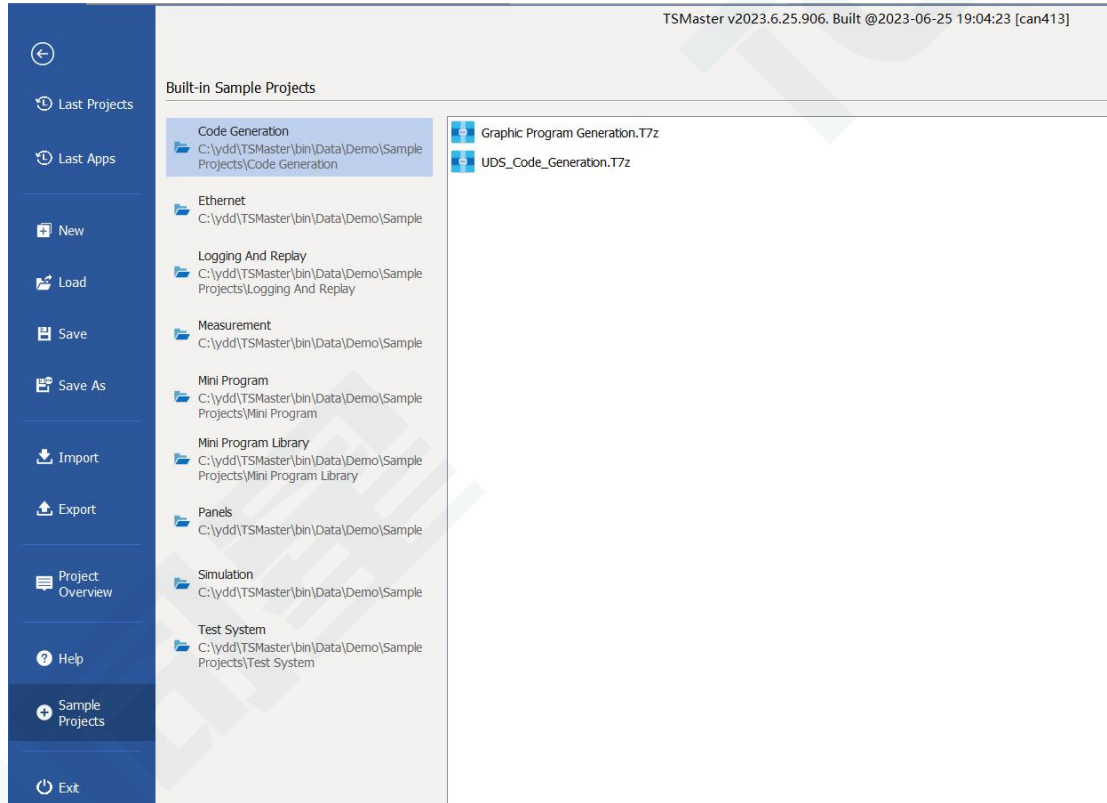 TSMaster v2023.6.25.906. Built @2023-06-25 19:04:23 [can413]
Last Projects
Last Apps
New
Load
Save
Save As
Import
Export
Project
Overview
Help
Sample
Projects
Exit
Built-in Sample Projects
Code Generation
C:\ydd\TSMaster\bin\Data\Demo\Sample
Projects\Code Generation
Ethernet
C:\ydd\TSMaster\bin\Data\Demo\Sample
Logging And Replay
C:\ydd\TSMaster\bin\Data\Demo\Sample
Projects\Logging And Replay
Measurement
C:\ydd\TSMaster\bin\Data\Demo\Sample
Mini Program
C:\ydd\TSMaster\bin\Data\Demo\Sample
Projects\Mini Program
Mini Program Library
C:\ydd\TSMaster\bin\Data\Demo\Sample
Projects\Mini Program Library
Panels
C:\ydd\TSMaster\bin\Data\Demo\Sample
Simulation
C:\ydd\TSMaster\bin\Data\Demo\Sample
Test System
C:\ydd\TSMaster\bin\Data\Demo\Sample
Projects\Test System
Graphic Program Generation.T7z
UDS_Code_Generation.T7z